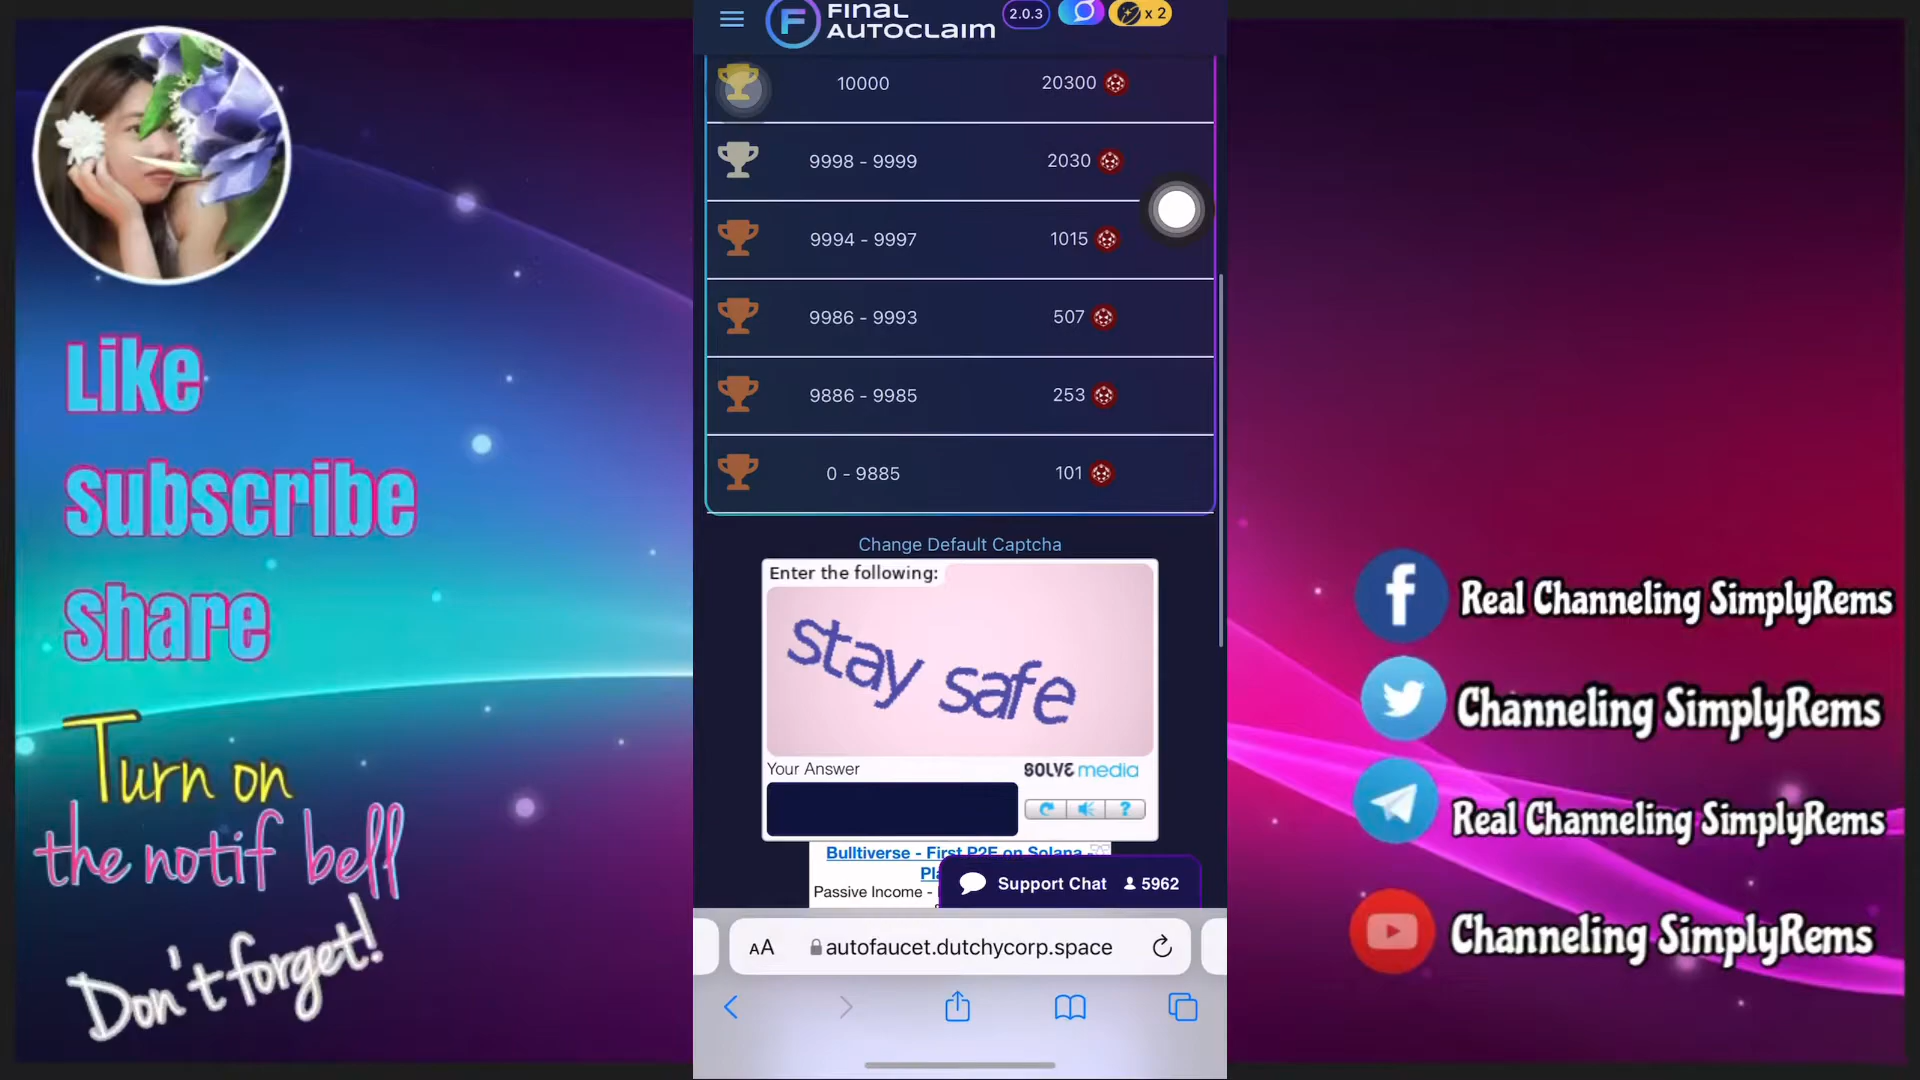 Like
subscribe
share
Turn on
the notif bell
Don't forget!
FINAL
AUTOCLAIM
2.0.3
x 2
10000 20300
9998 - 9999 2030
9994 - 9997 1015
9986 - 9993 507
9886 - 9985 253
0 - 9885 101
Change Default Captcha
Enter the following:
stay safe
Your Answer
SOLVE media
?
Bulltiverse - First P2E on Solana -
Passive Income -
Support Chat 5962
AA autofaucet.dutchycorp.space
Real Channeling SimplyRems
Channeling SimplyRems
Real Channeling SimplyRems
Channeling SimplyRems